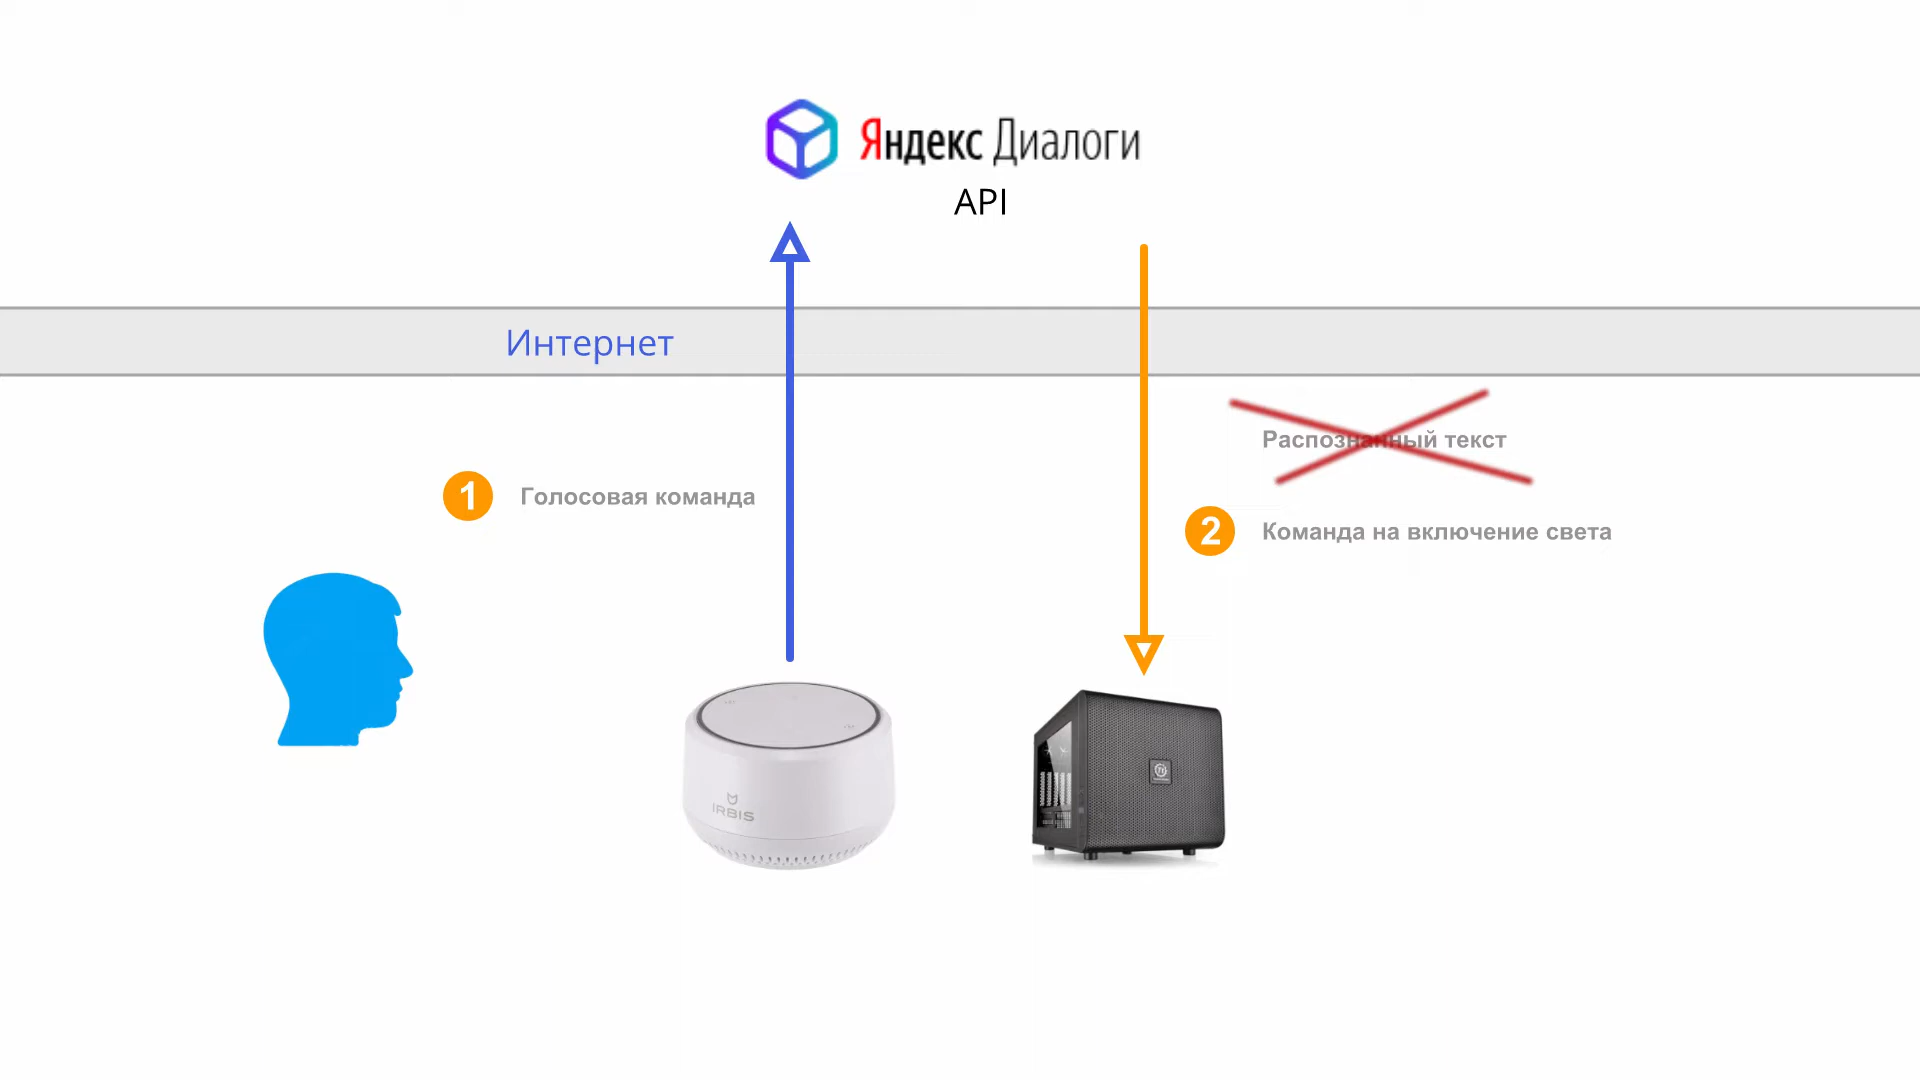 Яндекс Диалоги
API
Интернет
Распознанный текст
1 Голосовая команда
2 Команда на включение света
IRBIS